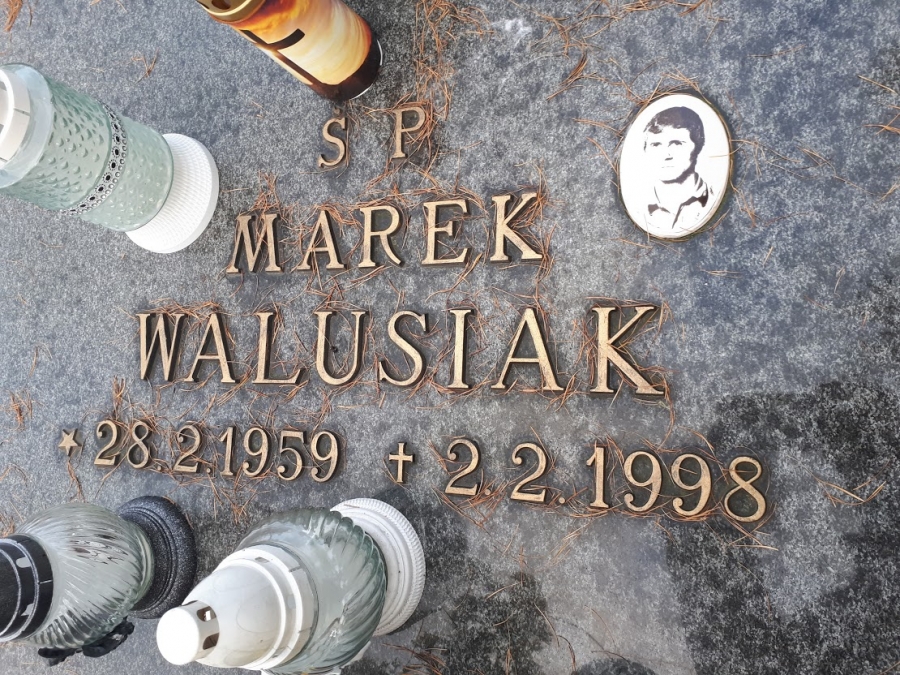 S P
MAREK
WALUSIAK
* 28.2.1959 † 2.2.1998